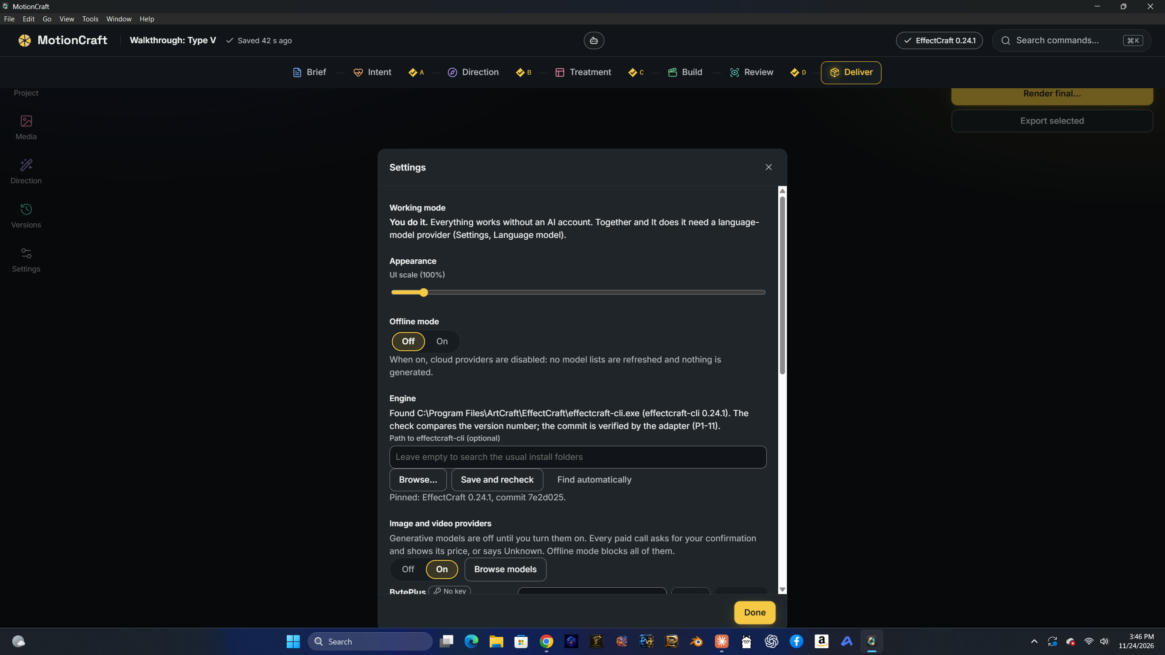 MotionCraft
File Edit Go View Tools Window Help
MotionCraft Walkthrough: Type V Saved 42 s ago EffectCraft 0.24.1 Search commands... ⌘K
Brief Intent A Direction B Treatment C Build Review D Deliver
Project
Media
Direction
Versions
Settings
Render final...
Export selected
Settings
Working mode
You do it. Everything works without an AI account. Together and It does it need a language-
model provider (Settings, Language model).
Appearance
UI scale (100%)
Offline mode
Off On
When on, cloud providers are disabled: no model lists are refreshed and nothing is
generated.
Engine
Found C:\Program Files\ArtCraft\EffectCraft\effectcraft-cli.exe (effectcraft-cli 0.24.1). The
check compares the version number; the commit is verified by the adapter (P1-11).
Path to effectcraft-cli (optional)
Leave empty to search the usual install folders
Browse... Save and recheck Find automatically
Pinned: EffectCraft 0.24.1, commit 7e2d025.
Image and video providers
Generative models are off until you turn them on. Every paid call asks for your confirmation
and shows its price, or says Unknown. Offline mode blocks all of them.
Off On Browse models
BytePlus No key
Done
Search
3:46 PM
11/24/2026